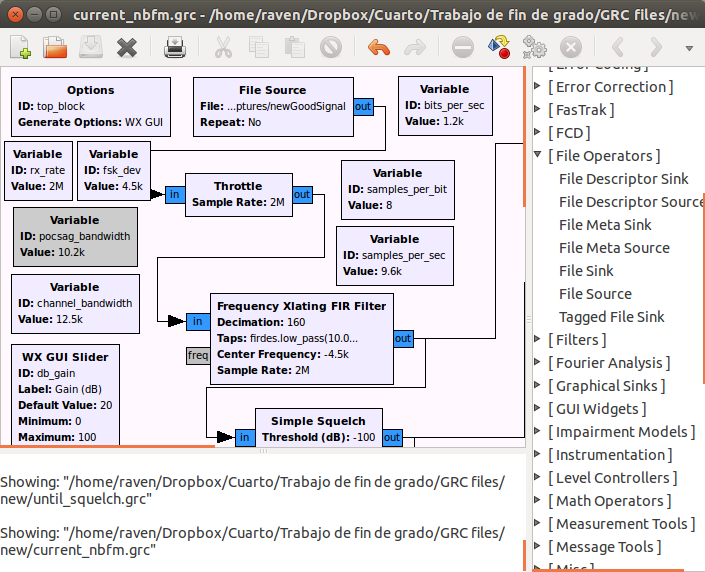 current_nbfm.grc - /home/raven/Dropbox/Cuarto/Trabajo de fin de grado/GRC files/new
Options
ID: top_block
Generate Options: WX GUI
File Source
File: ...ptures/newGoodSignal
Repeat: No
out
Variable
ID: bits_per_sec
Value: 1.2k
Variable
ID: rx_rate
Value: 2M
Variable
ID: fsk_dev
Value: 4.5k
in
Throttle
Sample Rate: 2M
out
Variable
ID: samples_per_bit
Value: 8
Variable
ID: pocsag_bandwidth
Value: 10.2k
Variable
ID: samples_per_sec
Value: 9.6k
Variable
ID: channel_bandwidth
Value: 12.5k
in
freq
Frequency Xlating FIR Filter
Decimation: 160
Taps: firdes.low_pass(10.0...
Center Frequency: -4.5k
Sample Rate: 2M
out
WX GUI Slider
ID: db_gain
Label: Gain (dB)
Default Value: 20
Minimum: 0
Maximum: 100
in
Simple Squelch
Threshold (dB): -100
out
[ Error Coding ]
[ Error Correction ]
[ FasTrak ]
[ FCD ]
[ File Operators ]
File Descriptor Sink
File Descriptor Source
File Meta Sink
File Meta Source
File Sink
File Source
Tagged File Sink
[ Filters ]
[ Fourier Analysis ]
[ Graphical Sinks ]
[ GUI Widgets ]
[ Impairment Models ]
[ Instrumentation ]
[ Level Controllers ]
[ Math Operators ]
[ Measurement Tools ]
[ Message Tools ]
[ Misc ]
Showing: "/home/raven/Dropbox/Cuarto/Trabajo de fin de grado/GRC files/
new/until_squelch.grc"
Showing: "/home/raven/Dropbox/Cuarto/Trabajo de fin de grado/GRC files/
new/current_nbfm.grc"